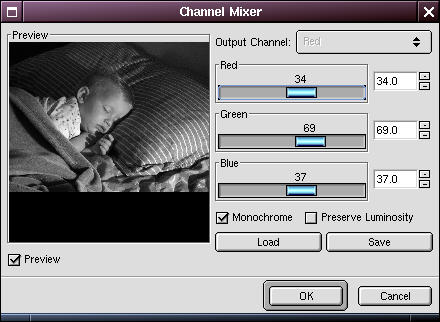 Channel Mixer
Preview
Output Channel: Red
Red
34
34.0
Green
69
69.0
Blue
37
37.0
Monochrome Preserve Luminosity
Load Save
Preview
OK Cancel